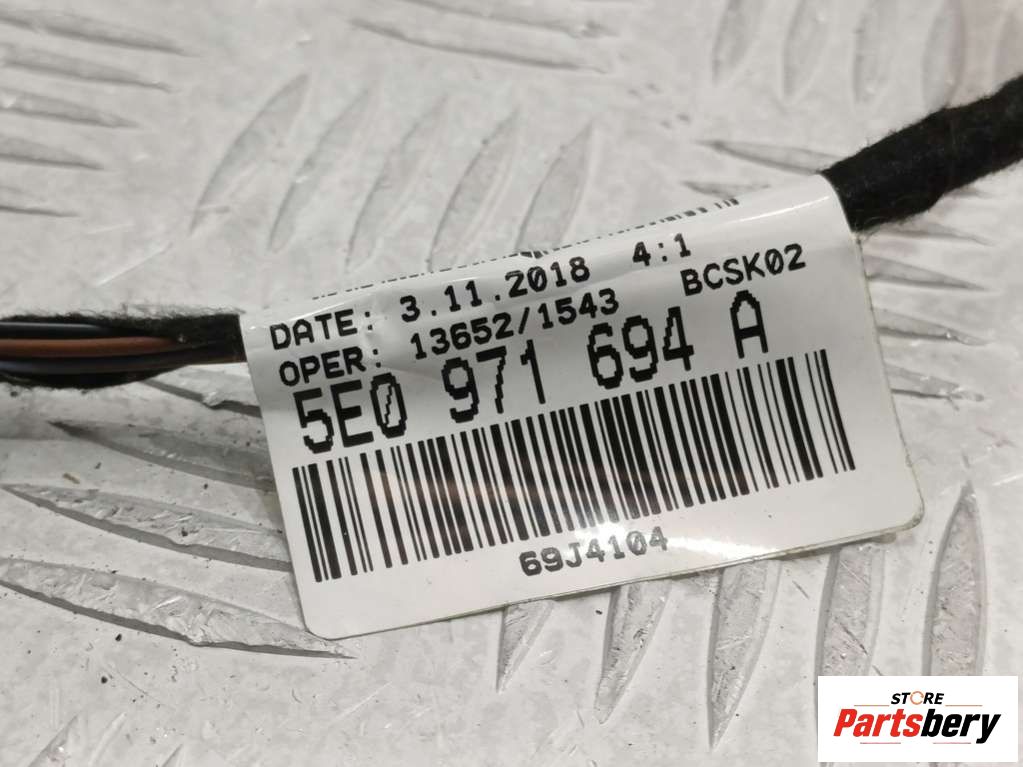 DATE: 3.11.2018 4:1
OPER: 13652/1543 BCSK02
5E0 971 694 A
69J4104
STORE
Partsbery